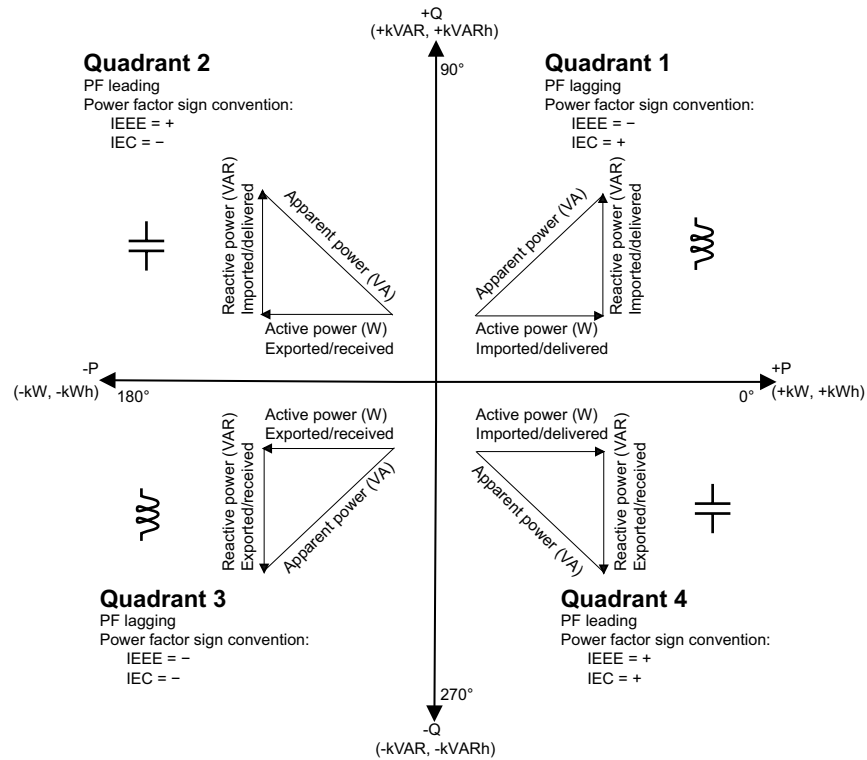 +Q
(+kVAR, +kVARh)
90°
Quadrant 2
PF leading
Power factor sign convention:
IEEE = +
IEC = −
Reactive power (VAR)
Imported/delivered
Apparent power (VA)
Active power (W)
Exported/received
Quadrant 1
PF lagging
Power factor sign convention:
IEEE = −
IEC = +
Apparent power (VA)
Reactive power (VAR)
Imported/delivered
Active power (W)
Imported/delivered
-P
(-kW, -kWh)
180°
0°
+P
(+kW, +kWh)
Active power (W)
Exported/received
Reactive power (VAR)
Exported/received
Apparent power (VA)
Quadrant 3
PF lagging
Power factor sign convention:
IEEE = −
IEC = −
Active power (W)
Imported/delivered
Apparent power (VA)
Reactive power (VAR)
Exported/received
Quadrant 4
PF leading
Power factor sign convention:
IEEE = +
IEC = +
270°
-Q
(-kVAR, -kVARh)